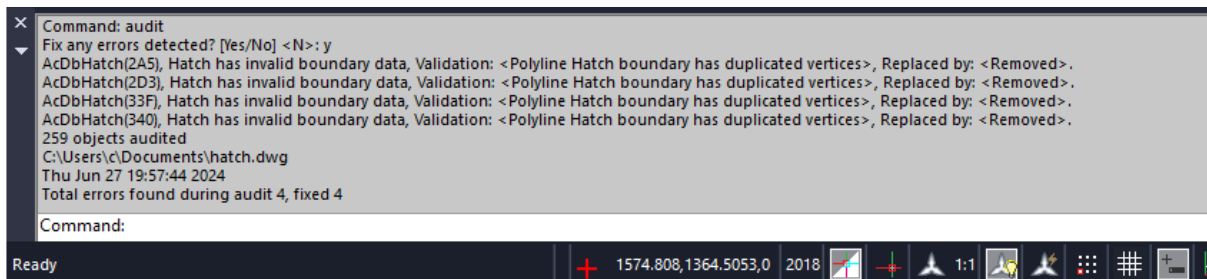 Command: audit
Fix any errors detected? [Yes/No] <N>: y
AcDbHatch(2A5), Hatch has invalid boundary data, Validation: <Polyline Hatch boundary has duplicated vertices>, Replaced by: <Removed>.
AcDbHatch(2D3), Hatch has invalid boundary data, Validation: <Polyline Hatch boundary has duplicated vertices>, Replaced by: <Removed>.
AcDbHatch(33F), Hatch has invalid boundary data, Validation: <Polyline Hatch boundary has duplicated vertices>, Replaced by: <Removed>.
AcDbHatch(340), Hatch has invalid boundary data, Validation: <Polyline Hatch boundary has duplicated vertices>, Replaced by: <Removed>.
259 objects audited
C:\Users\c\Documents\hatch.dwg
Thu Jun 27 19:57:44 2024
Total errors found during audit 4, fixed 4
Command:
Ready 1574.808,1364.5053,0 2018 1:1